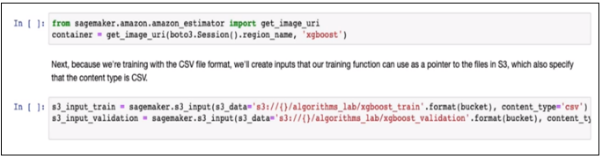 In [ ]: from sagemaker.amazon.amazon_estimator import get_image_uri
container = get_image_uri(boto3.Session().region_name, 'xgboost')
Next, because we're training with the CSV file format, we'll create inputs that our training function can use as a pointer to the files in S3, which also specify
that the content type is CSV.
In [ ]: s3_input_train = sagemaker.s3_input(s3_data='s3://{}/algorithms_lab/xgboost_train'.format(bucket), content_type='csv')
s3_input_validation = sagemaker.s3_input(s3_data='s3://{}/algorithms_lab/xgboost_validation'.format(bucket), content_ty